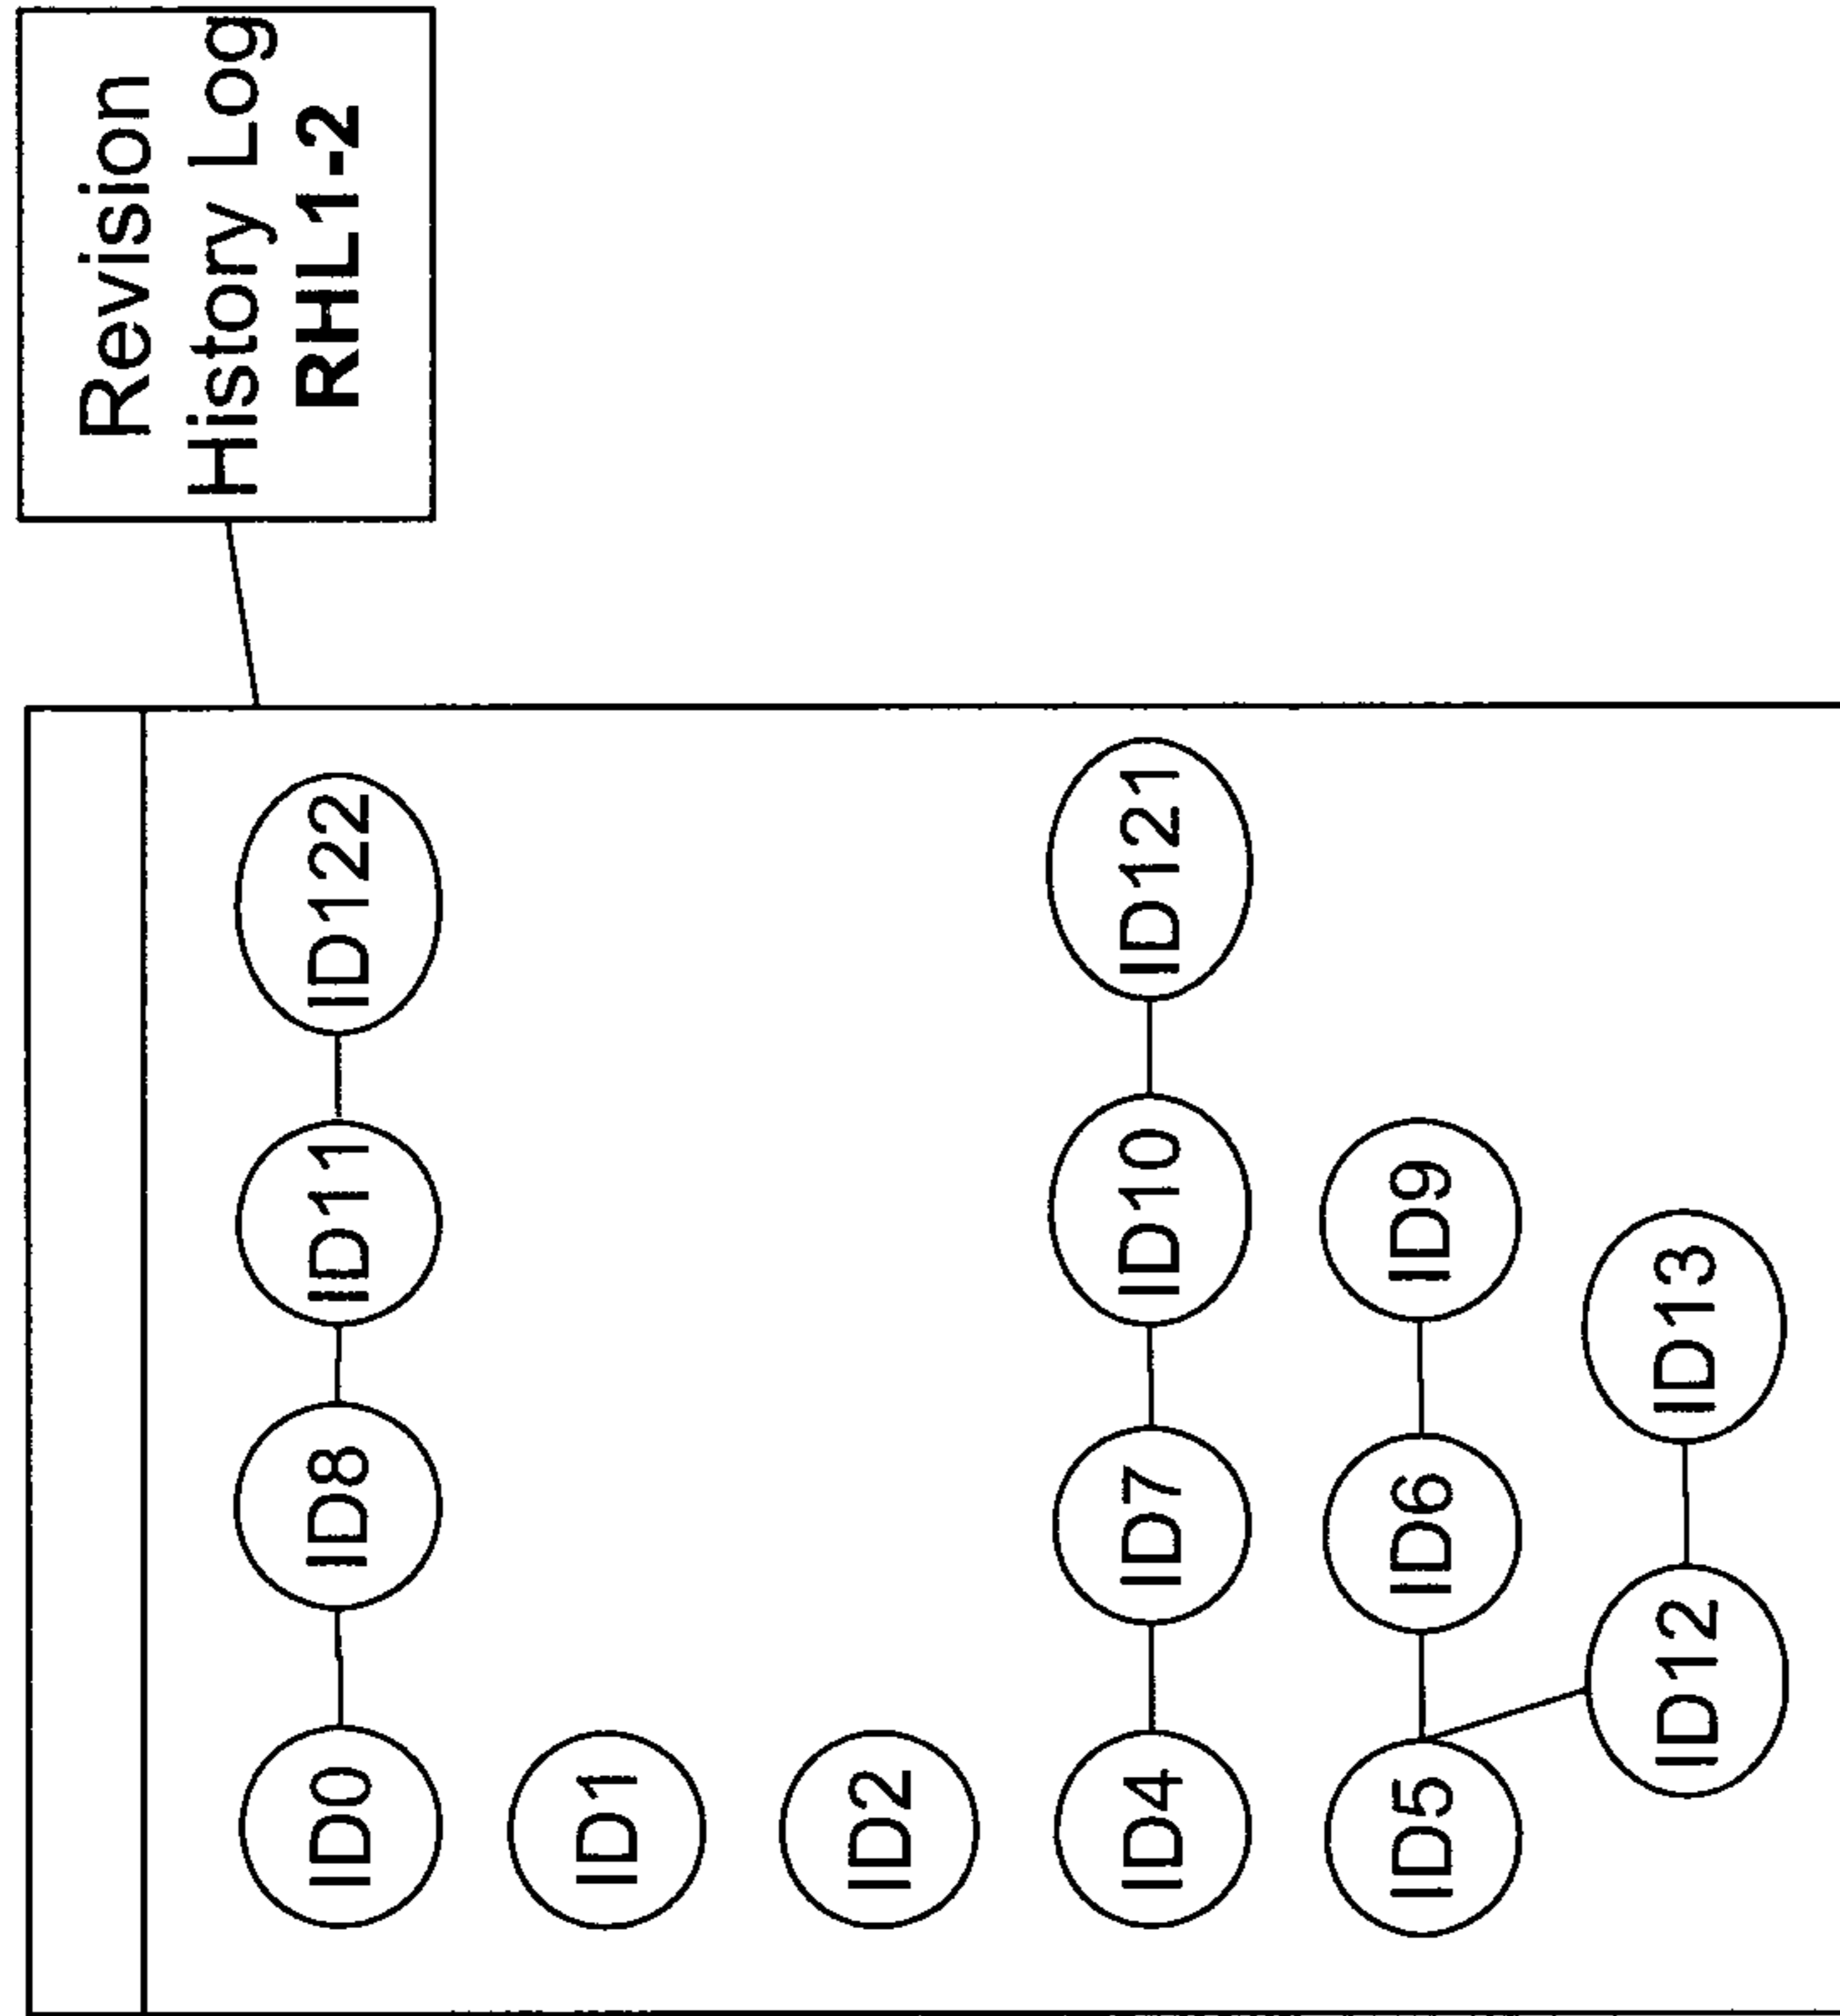 Revision
History Log
RHL1-2
ID0
ID8
ID11
ID122
ID1
ID2
ID4
ID7
ID10
ID121
ID5
ID6
ID9
ID12
ID13